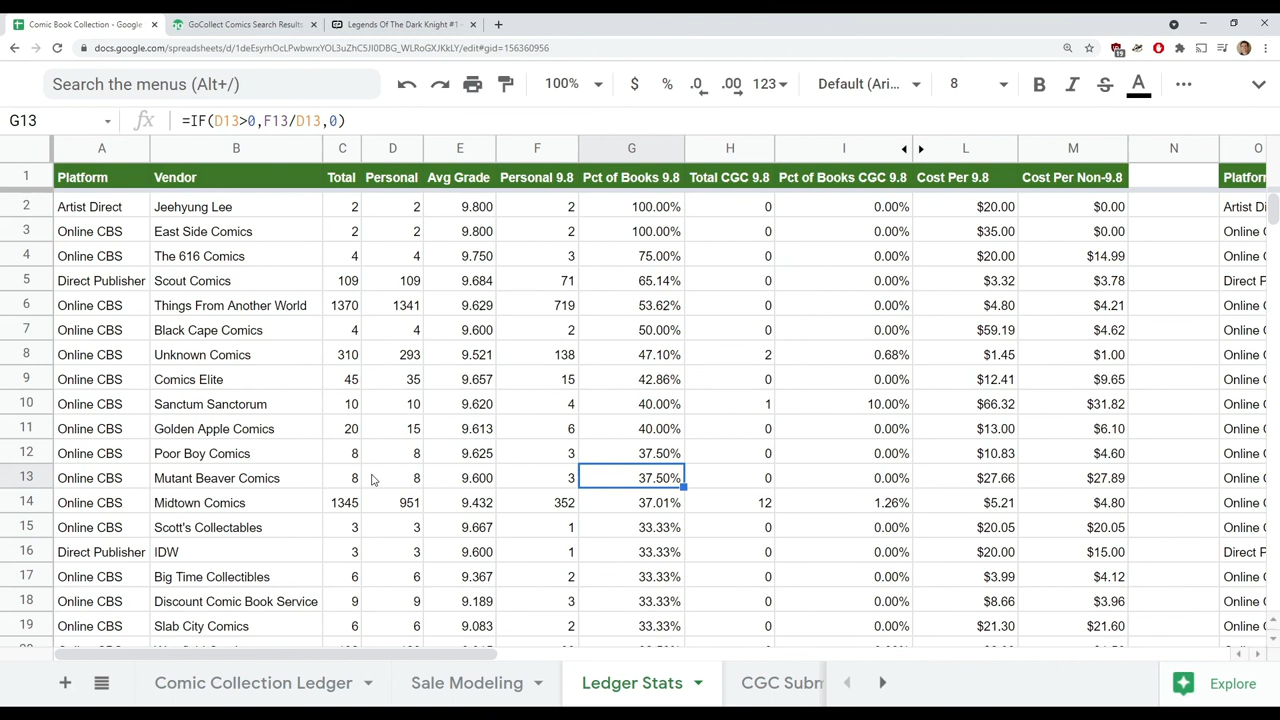 Comic Book Collection - Google
GoCollect Comics Search Results
Legends Of The Dark Knight #1 -
docs.google.com/spreadsheets/d/1deEsyrhOcLPwbwrxYOL3uZhC5JI0DBG_WLRoGXJKkLY/edit#gid=156360956
Search the menus (Alt+/) 100% $ % .0 .00 123 Default (Ari... 8 B I S A
G13 fx =IF(D13>0,F13/D13,0)
A B C D E F G H I L M N O
1 Platform Vendor Total Personal Avg Grade Personal 9.8 Pct of Books 9.8 Total CGC 9.8 Pct of Books CGC 9.8 Cost Per 9.8 Cost Per Non-9.8 Platform
2 Artist Direct Jeehyung Lee 2 2 9.800 2 100.00% 0 0.00% $20.00 $0.00 Artist Di
3 Online CBS East Side Comics 2 2 9.800 2 100.00% 0 0.00% $35.00 $0.00 Online
4 Online CBS The 616 Comics 4 4 9.750 3 75.00% 0 0.00% $20.00 $14.99 Online
5 Direct Publisher Scout Comics 109 109 9.684 71 65.14% 0 0.00% $3.32 $3.78 Direct P
6 Online CBS Things From Another World 1370 1341 9.629 719 53.62% 0 0.00% $4.80 $4.21 Online
7 Online CBS Black Cape Comics 4 4 9.600 2 50.00% 0 0.00% $59.19 $4.62 Online
8 Online CBS Unknown Comics 310 293 9.521 138 47.10% 2 0.68% $1.45 $1.00 Online
9 Online CBS Comics Elite 45 35 9.657 15 42.86% 0 0.00% $12.41 $9.65 Online
10 Online CBS Sanctum Sanctorum 10 10 9.620 4 40.00% 1 10.00% $66.32 $31.82 Online
11 Online CBS Golden Apple Comics 20 15 9.613 6 40.00% 0 0.00% $13.00 $6.10 Online
12 Online CBS Poor Boy Comics 8 8 9.625 3 37.50% 0 0.00% $10.83 $4.60 Online
13 Online CBS Mutant Beaver Comics 8 8 9.600 3 37.50% 0 0.00% $27.66 $27.89 Online
14 Online CBS Midtown Comics 1345 951 9.432 352 37.01% 12 1.26% $5.21 $4.80 Online
15 Online CBS Scott's Collectables 3 3 9.667 1 33.33% 0 0.00% $20.05 $20.05 Online
16 Direct Publisher IDW 3 3 9.600 1 33.33% 0 0.00% $20.00 $15.00 Direct P
17 Online CBS Big Time Collectibles 6 6 9.367 2 33.33% 0 0.00% $3.99 $4.12 Online
18 Online CBS Discount Comic Book Service 9 9 9.189 3 33.33% 0 0.00% $8.66 $3.96 Online
19 Online CBS Slab City Comics 6 6 9.083 2 33.33% 0 0.00% $21.30 $21.60 Online
Comic Collection Ledger Sale Modeling Ledger Stats CGC Subm Explore